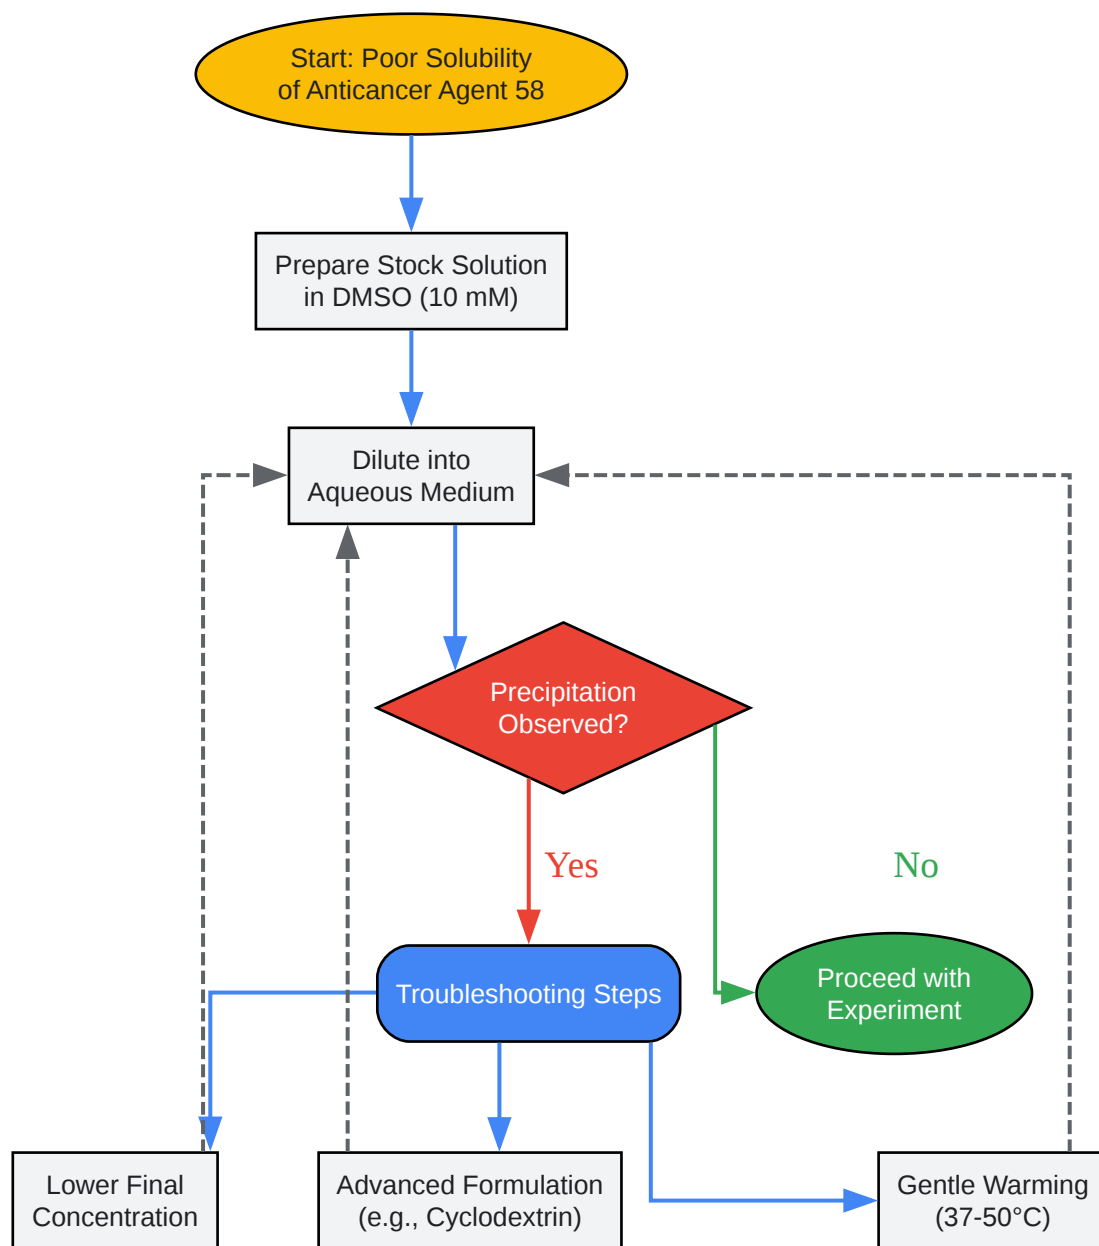 Start: Poor Solubility
of Anticancer Agent 58
Prepare Stock Solution
in DMSO (10 mM)
Dilute into
Aqueous Medium
Precipitation
Observed?
Yes
No
Troubleshooting Steps
Proceed with
Experiment
Lower Final
Concentration
Advanced Formulation
(e.g., Cyclodextrin)
Gentle Warming
(37-50°C)